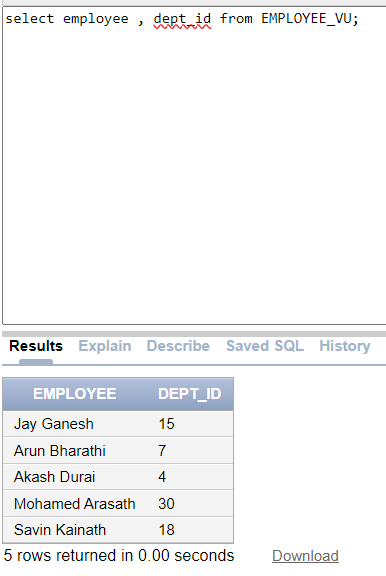 select employee , dept_id from EMPLOYEE_VU;
Results Explain Describe Saved SQL History
EMPLOYEE DEPT_ID
Jay Ganesh 15
Arun Bharathi 7
Akash Durai 4
Mohamed Arasath 30
Savin Kainath 18
5 rows returned in 0.00 seconds Download